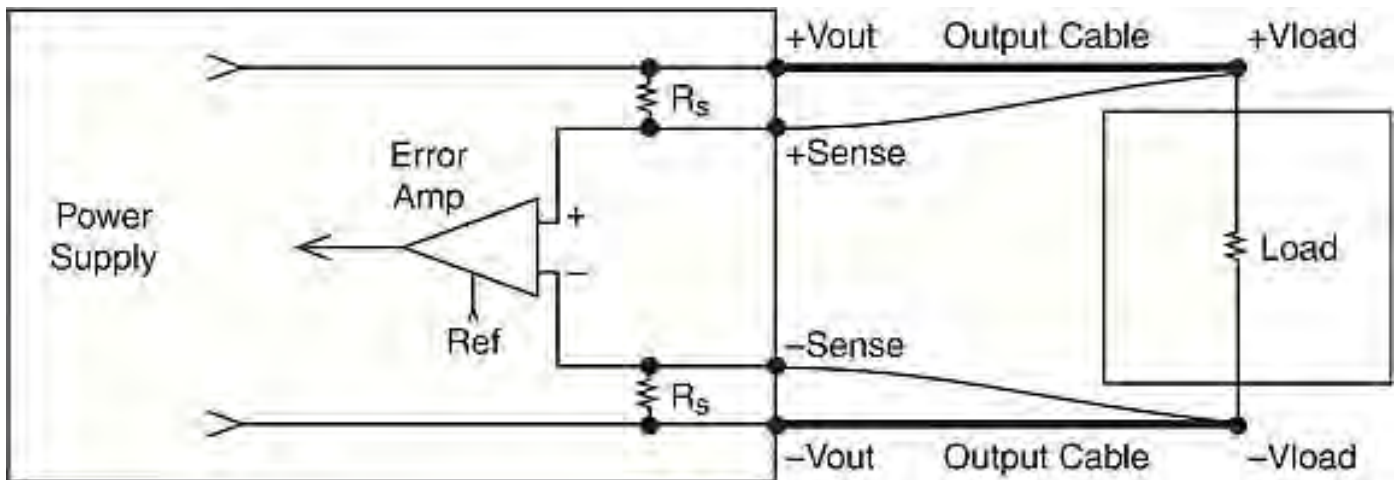 +Vout
Output Cable
+Vload
Rs
+Sense
Error
Amp
+
Power
Supply
Load
–
Ref
–Sense
Rs
–Vout
Output Cable
–Vload